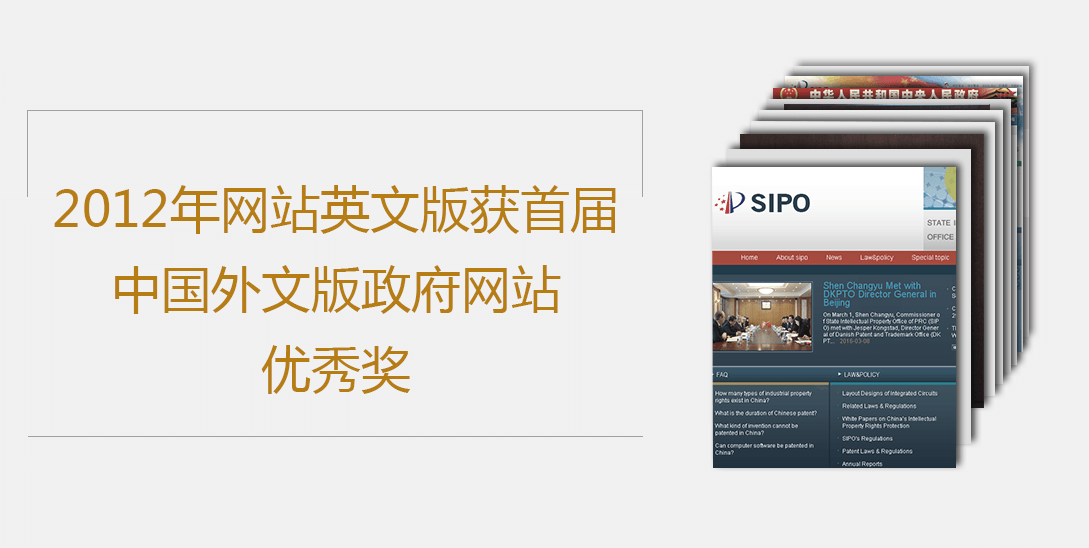 2012年网站英文版获首届
中国外文版政府网站
优秀奖
中华人民共和国中央人民政府
SIPO
STATE
OFFICE
Home About sipo News Law&policy Special topic
Shen Changyu Met with
DKPTO Director General in
Beijing
On March 1, Shen Changyu, Commissioner o
f State Intellectual Property Office of PRC (SIP
O) met with Jesper Kongstad, Director Gener
al of Danish Patent and Trademark Office (DK
PT... 2016-03-08
FAQ
How many types of industrial property
rights exist in China?
What is the duration of Chinese patent?
What kind of invention cannot be
patented in China?
Can computer software be patented in
China?
LAW&POLICY
Layout Designs of Integrated Circuits
Related Laws & Regulations
White Papers on China's Intellectual
Property Rights Protection
SIPO's Regulations
Patent Laws & Regulations
Annual Reports